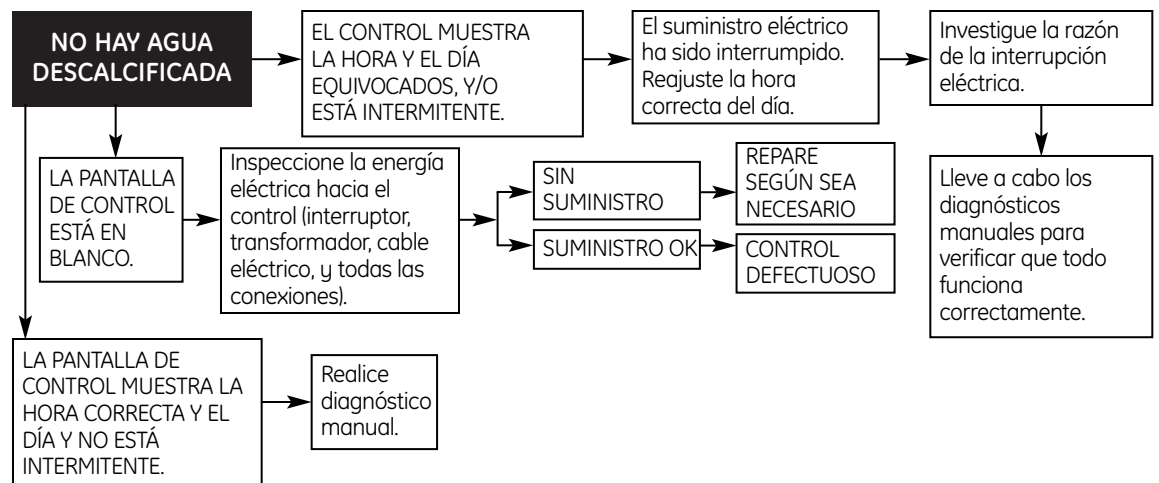 NO HAY AGUA
DESCALCIFICADA
EL CONTROL MUESTRA
LA HORA Y EL DÍA
EQUIVOCADOS, Y/O
ESTÁ INTERMITENTE.
El suministro eléctrico
ha sido interrumpido.
Reajuste la hora
correcta del día.
Investigue la razón
de la interrupción
eléctrica.
Lleve a cabo los
diagnósticos
manuales para
verificar que todo
funciona
correctamente.
LA PANTALLA
DE CONTROL
ESTÁ EN
BLANCO.
Inspeccione la energía
eléctrica hacia el
control (interruptor,
transformador, cable
eléctrico, y todas las
conexiones).
SIN
SUMINISTRO
REPARE
SEGÚN SEA
NECESARIO
SUMINISTRO OK
CONTROL
DEFECTUOSO
LA PANTALLA DE
CONTROL MUESTRA LA
HORA CORRECTA Y EL
DÍA Y NO ESTÁ
INTERMITENTE.
Realice
diagnóstico
manual.